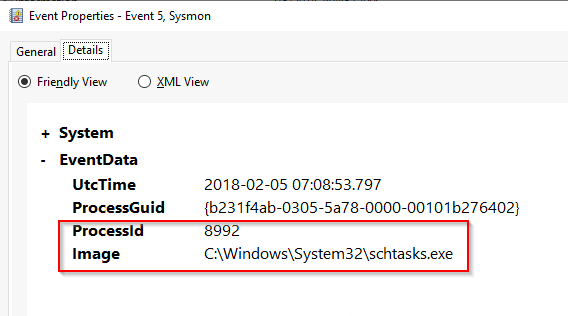 Event Properties - Event 5, Sysmon
General Details
Friendly View XML View
+ System
- EventData
UtcTime 2018-02-05 07:08:53.797
ProcessGuid {b231f4ab-0305-5a78-0000-00101b276402}
ProcessId 8992
Image C:\Windows\System32\schtasks.exe